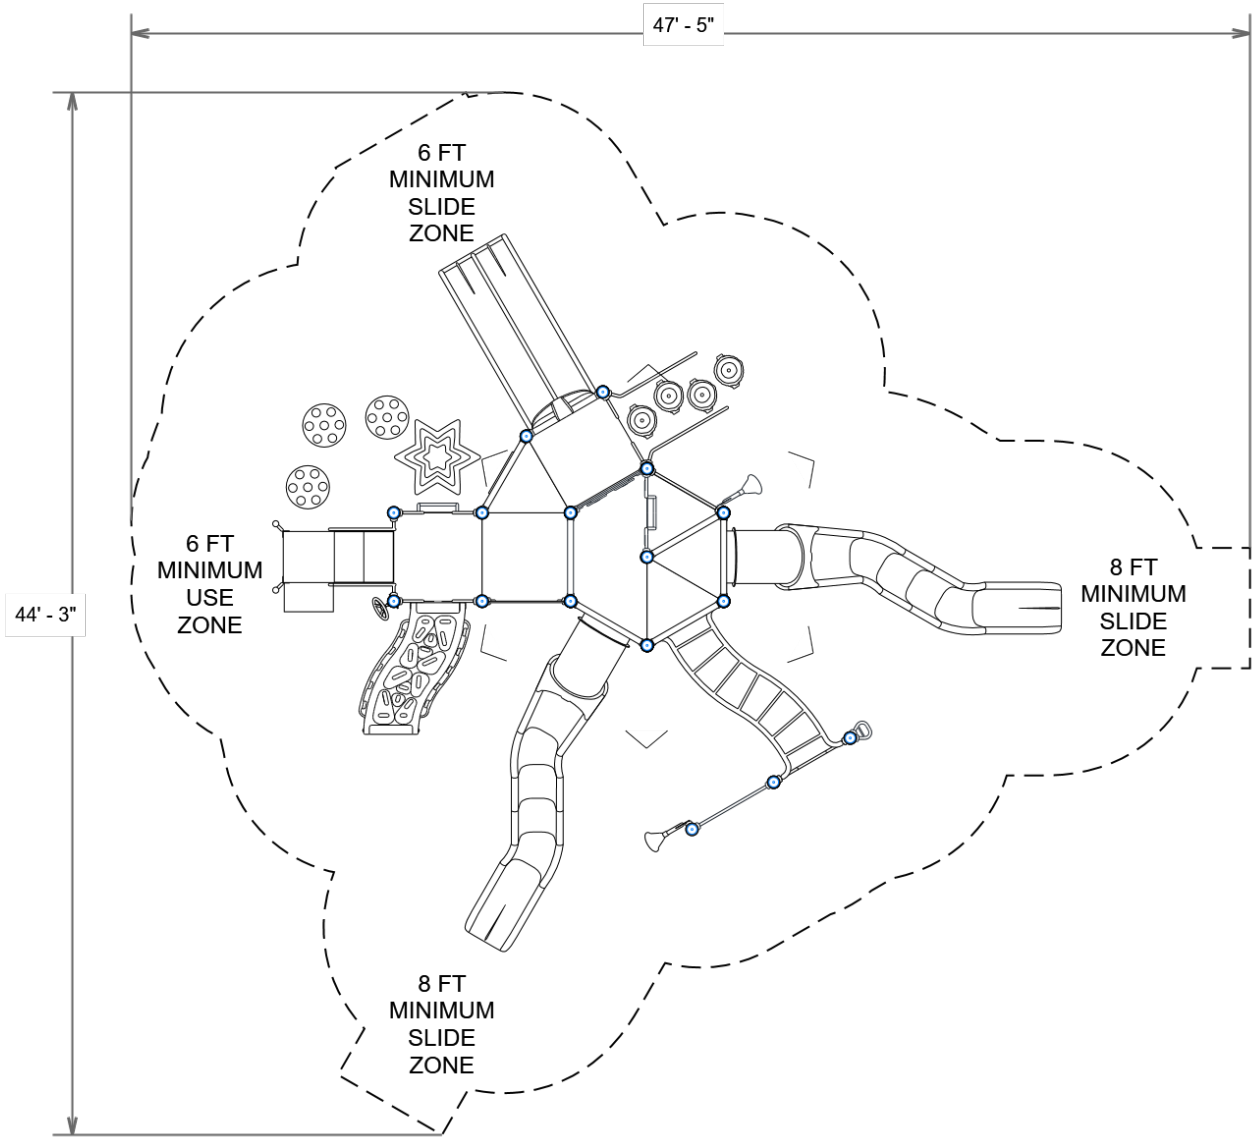 47' - 5"
6 FT
MINIMUM
SLIDE
ZONE
6 FT
MINIMUM
USE
ZONE
8 FT
MINIMUM
SLIDE
ZONE
44' - 3"
8 FT
MINIMUM
SLIDE
ZONE